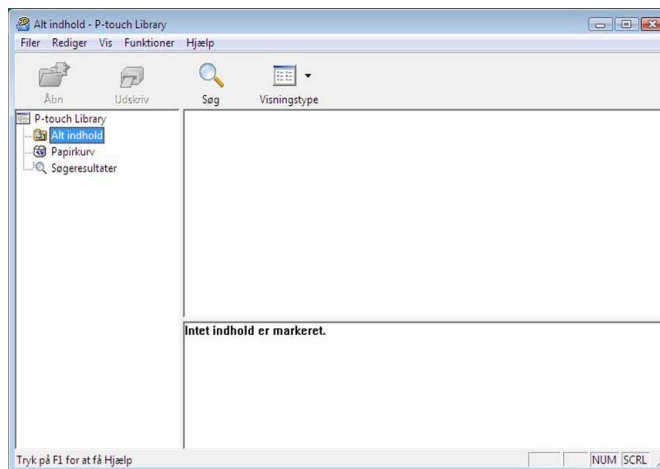 Alt indhold - P-touch Library
Filer Rediger Vis Funktioner Hjælp
Åbn Udskriv Søg Visningstype
P-touch Library
Alt indhold
Papirkurv
Søgeresultater
Intet indhold er markeret.
Tryk på F1 for at få Hjælp NUM SCRL